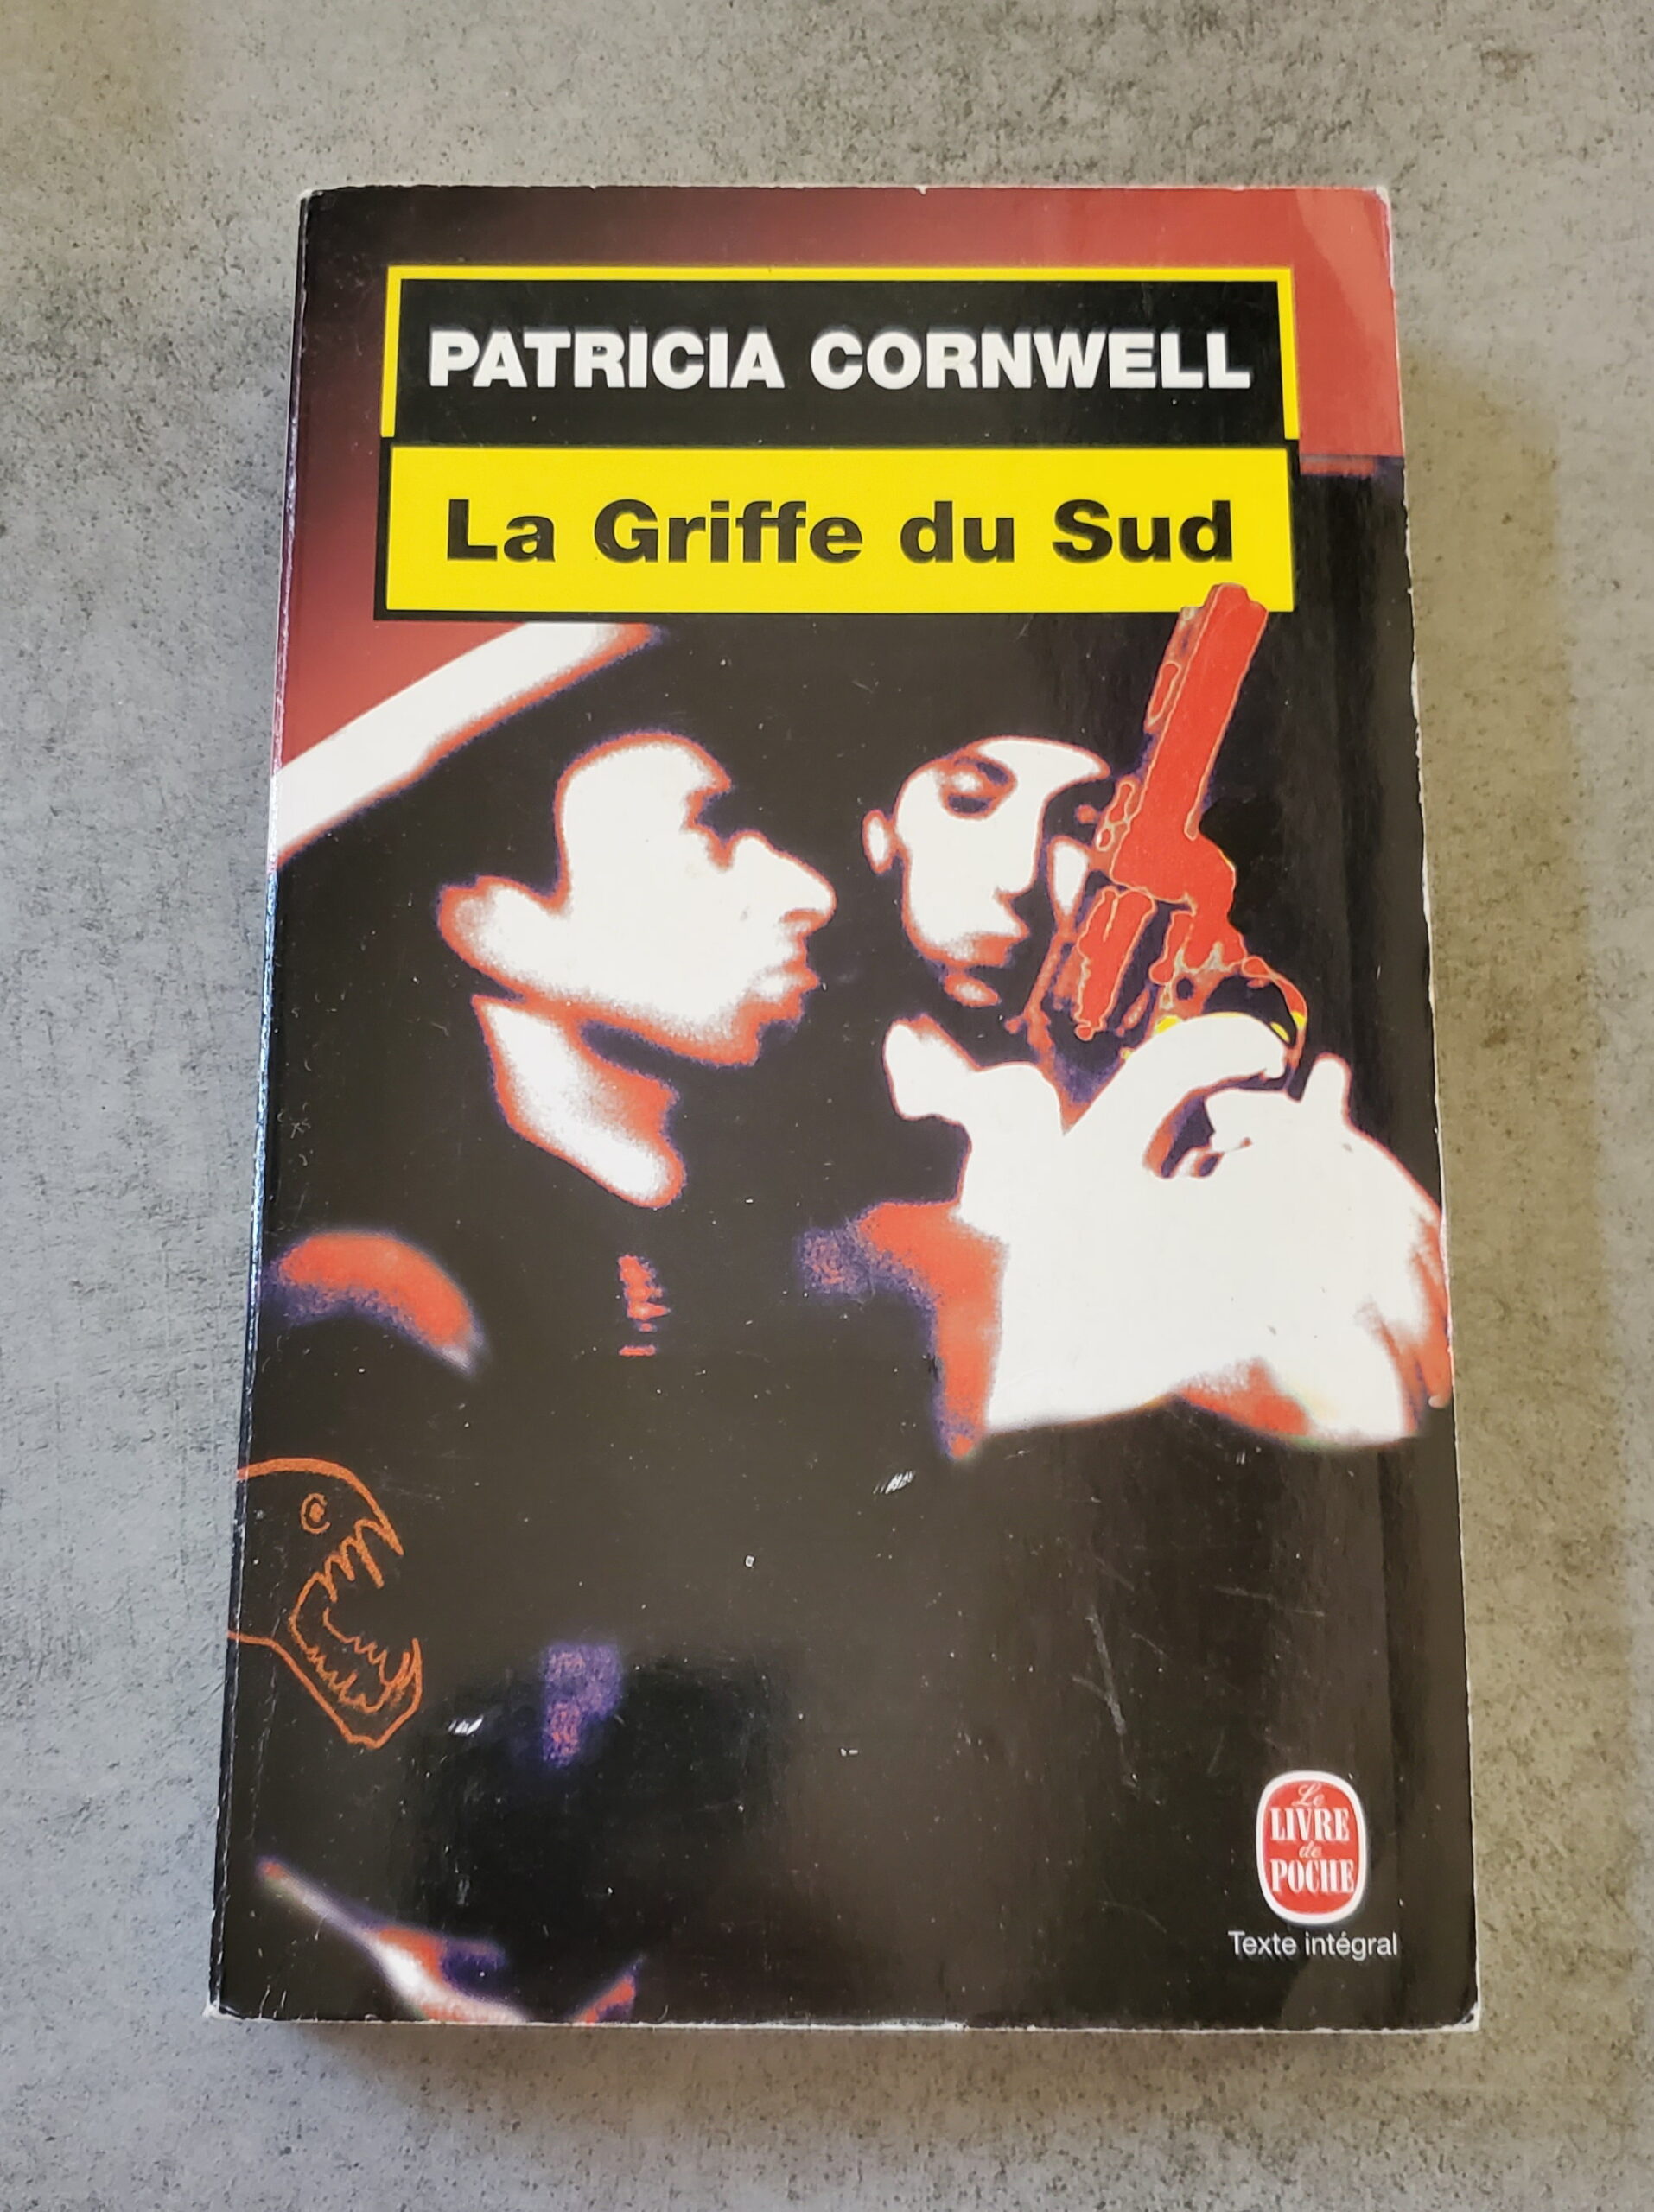 PATRICIA CORNWELL
La Griffe du Sud
Le
LIVRE
de
POCHE
Texte intégral